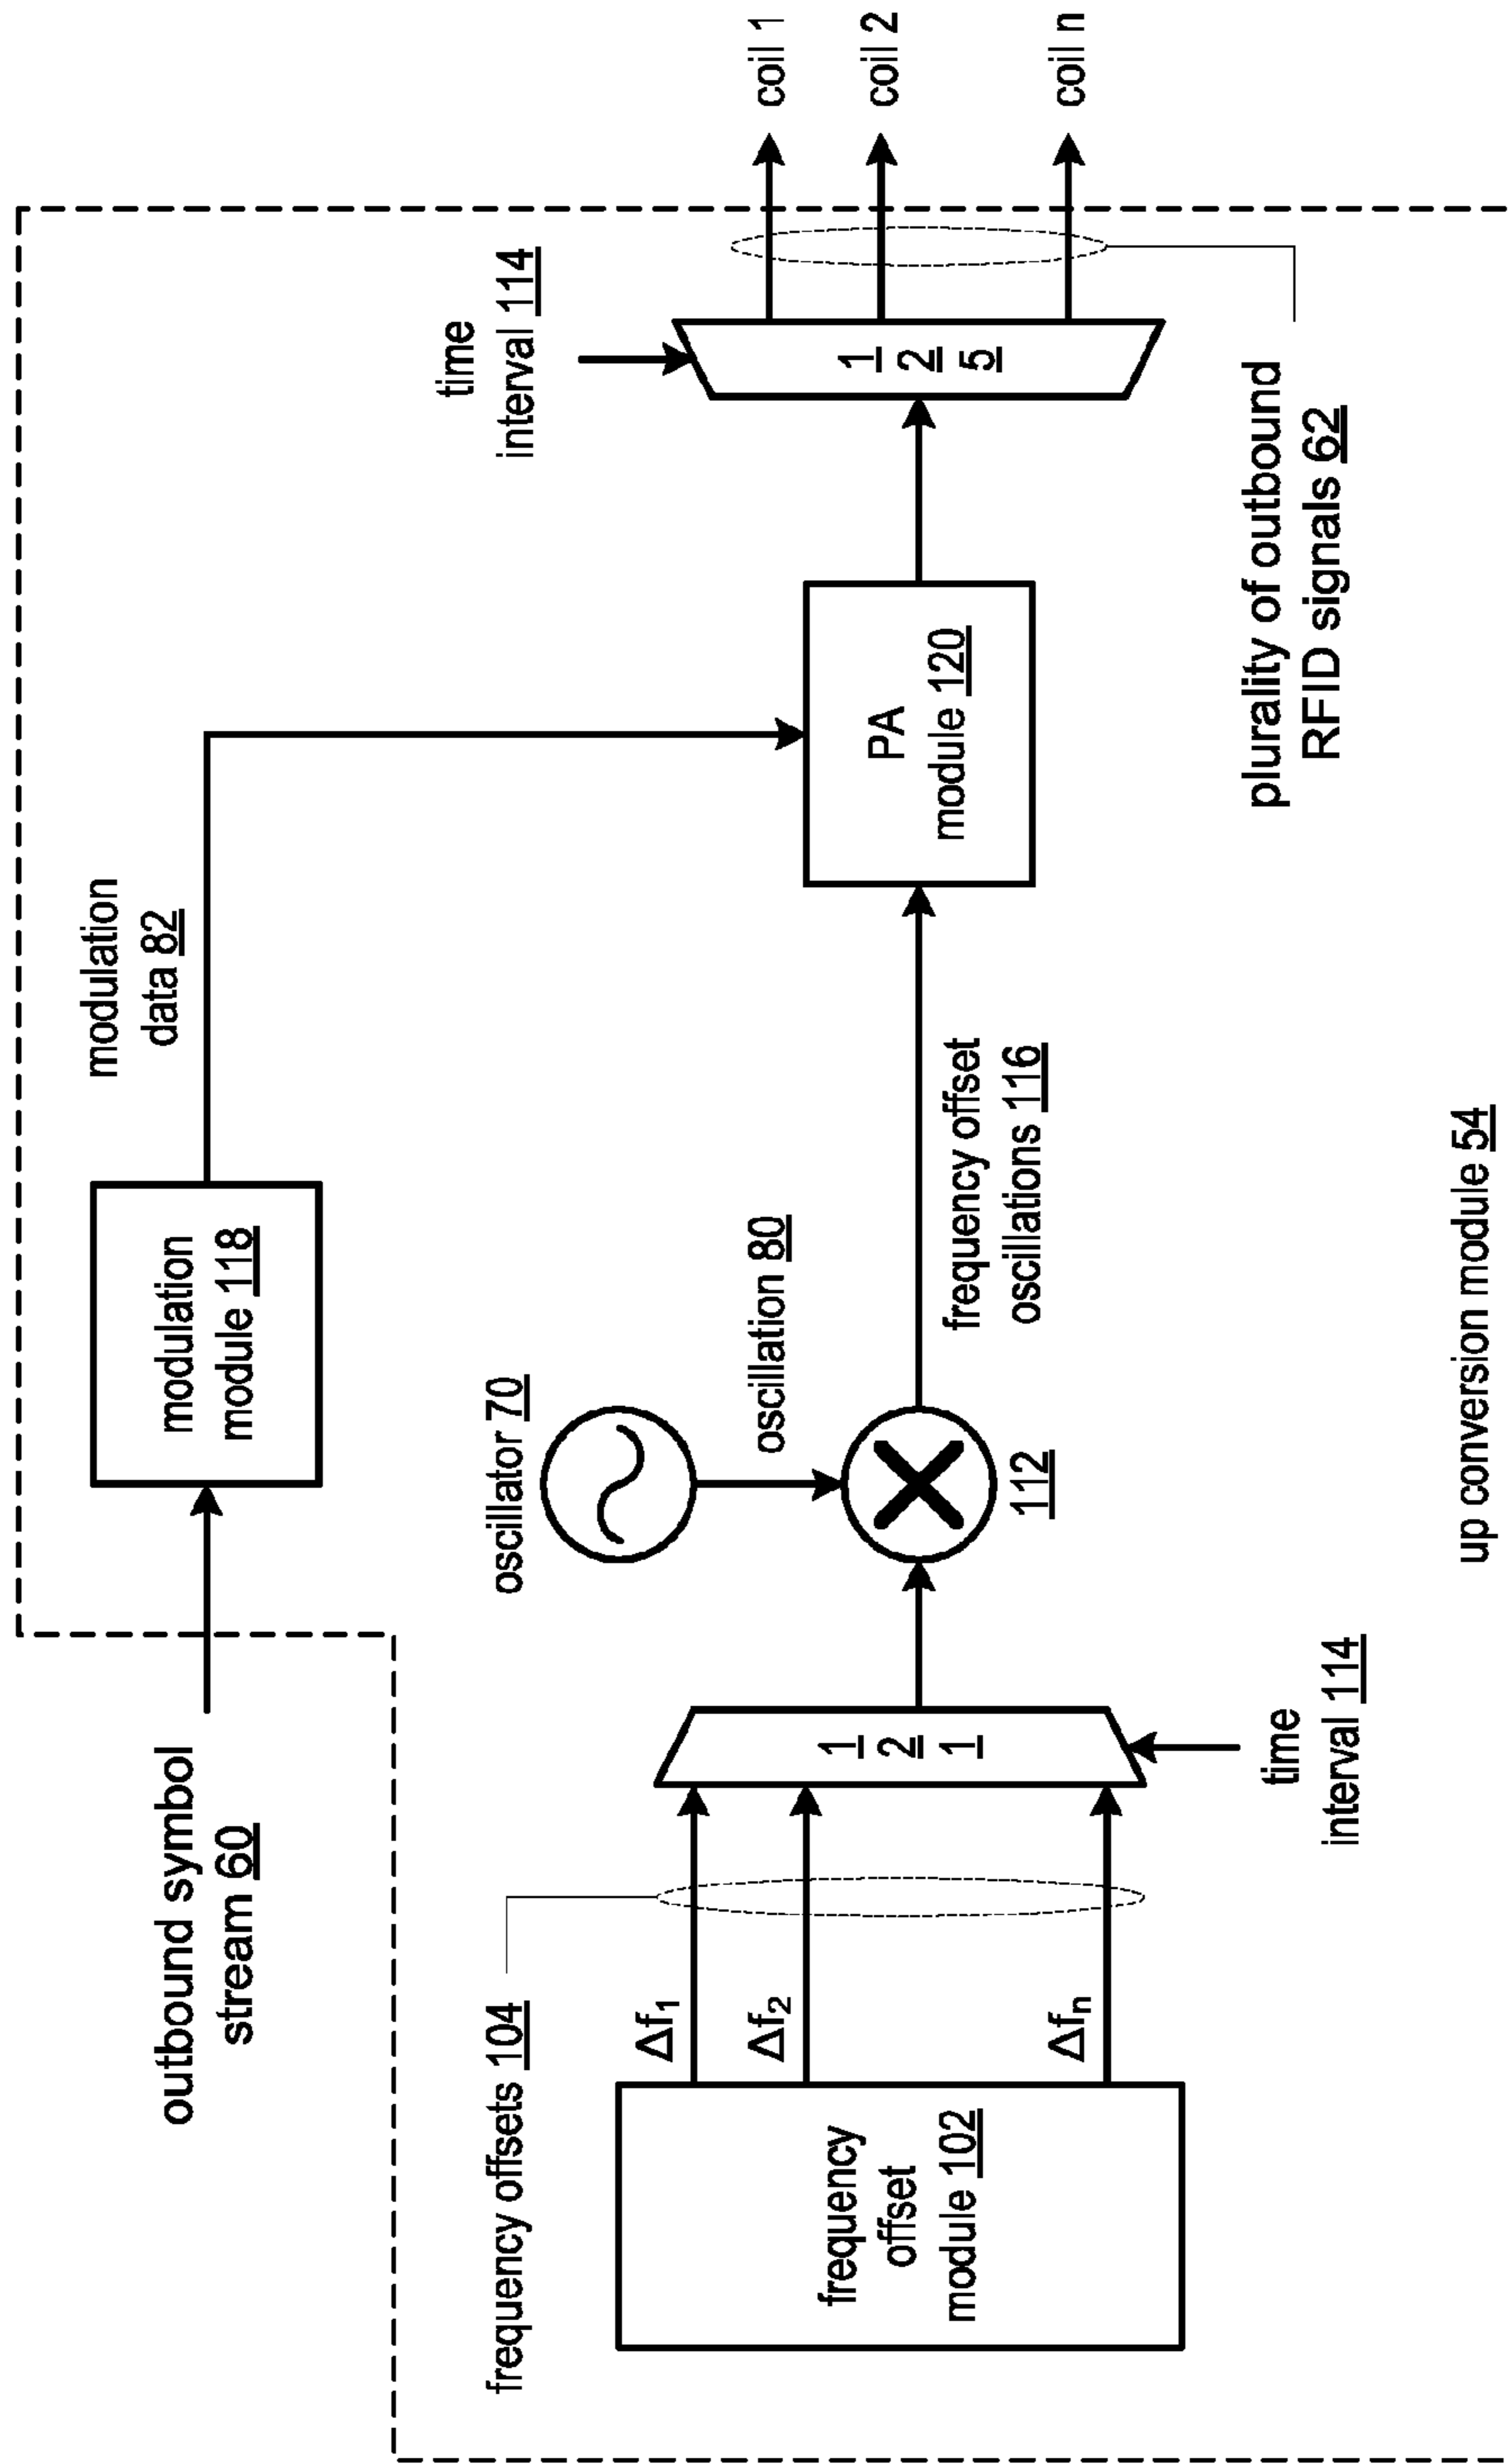 outbound symbol
stream 60
modulation
module 118
modulation
data 82
frequency offsets 104
oscillator 70
oscillation 80
time
interval 114
coil 1
coil 2
coil n
Δf1
Δf2
Δfn
frequency
offset
module 102
1
2
1
112
frequency offset
oscillations 116
PA
module 120
1
2
5
time
interval 114
plurality of outbound
RFID signals 62
up conversion module 54